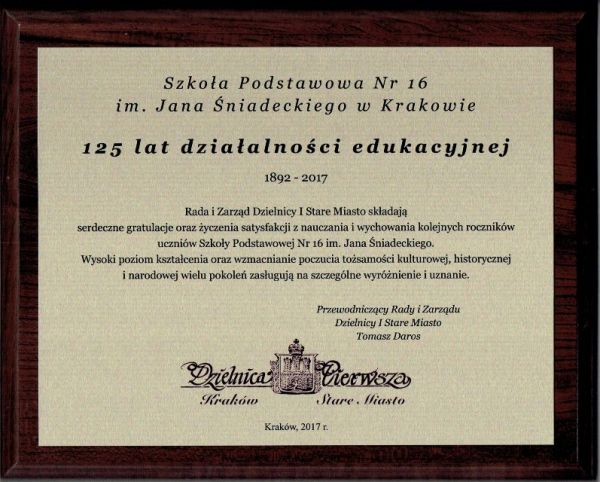 Szkoła Podstawowa Nr 16
im. Jana Śniadeckiego w Krakowie
125 lat działalności edukacyjnej
1892 - 2017
Rada i Zarząd Dzielnicy I Stare Miasto składają
serdeczne gratulacje oraz życzenia satysfakcji z nauczania i wychowania kolejnych roczników
uczniów Szkoły Podstawowej Nr 16 im. Jana Śniadeckiego.
Wysoki poziom kształcenia oraz wzmacnianie poczucia tożsamości kulturowej, historycznej
i narodowej wielu pokoleń zasługują na szczególne wyróżnienie i uznanie.
Przewodniczący Rady i Zarządu
Dzielnicy I Stare Miasto
Tomasz Daros
Dzielnica Pierwsza
Kraków Stare Miasto
Kraków, 2017 r.